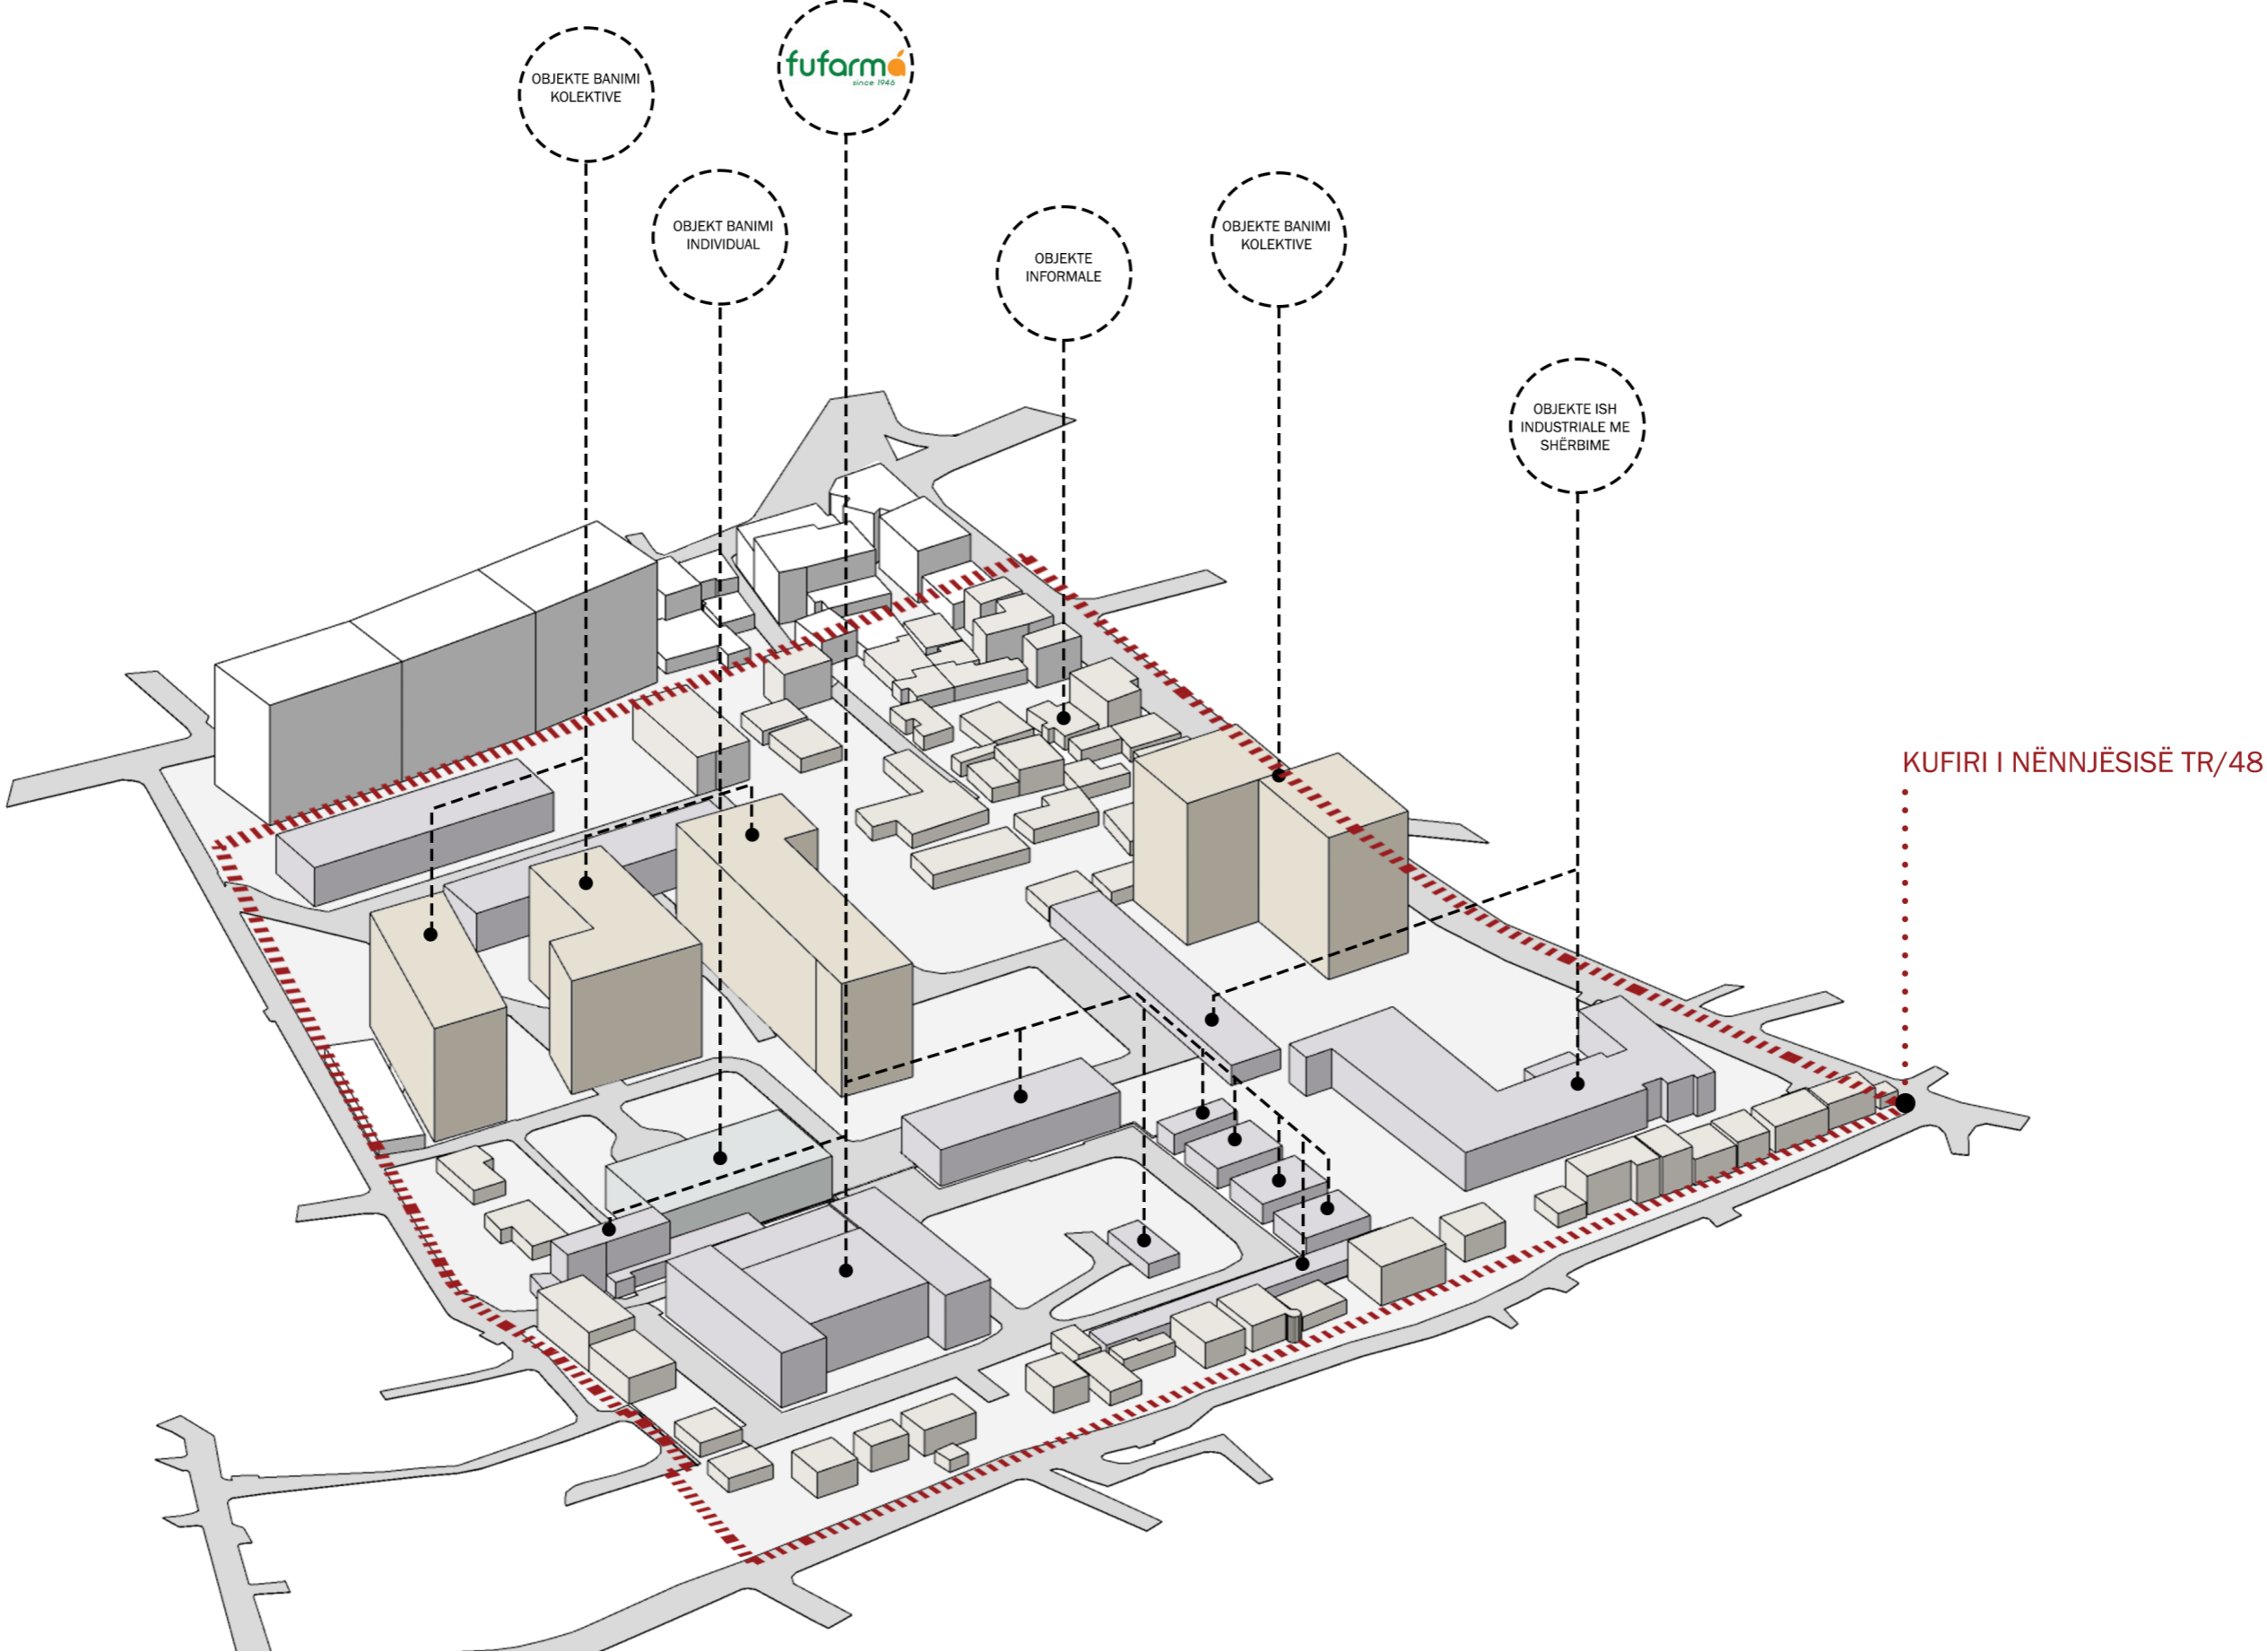 OBJEKTE BANIMI
KOLEKTIVE
fufarmá
since 1946
OBJEKT BANIMI
INDIVIDUAL
OBJEKTE
INFORMALE
OBJEKTE BANIMI
KOLEKTIVE
OBJEKTE ISH
INDUSTRIALE ME
SHËRBIME
KUFIRI I NËNNJËSISË TR/48